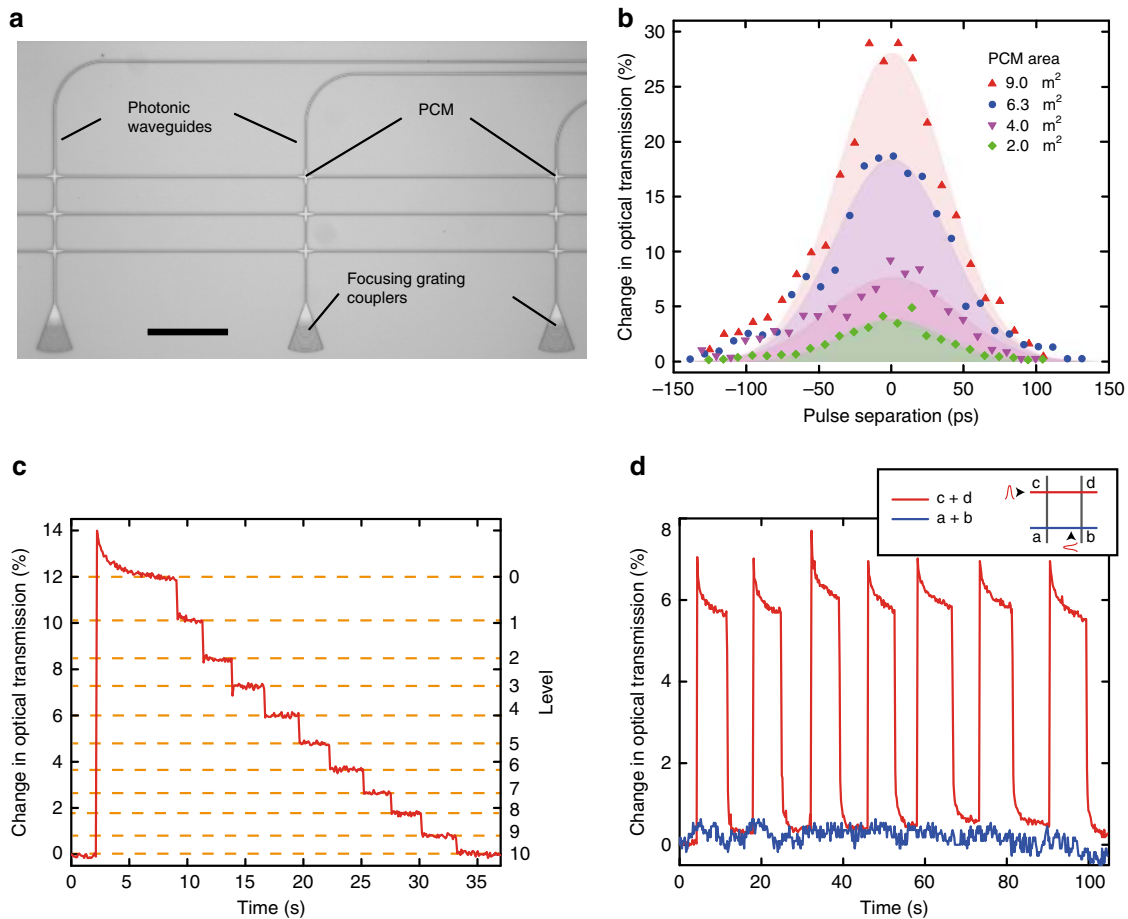 a
Photonic
waveguides
PCM
Focusing grating
couplers
b
Change in optical transmission (%)
30
25
20
15
10
5
0
PCM area
9.0 m²
6.3 m²
4.0 m²
2.0 m²
–150 –100 –50 0 50 100 150
Pulse separation (ps)
c
Change in optical transmission (%)
14
12
10
8
6
4
2
0
0
1
2
3
4
5
6
7
8
9
10
Level
0 5 10 15 20 25 30 35
Time (s)
d
c + d
a + b
c d
a b
Change in optical transmission (%)
8
6
4
2
0
0 20 40 60 80 100
Time (s)